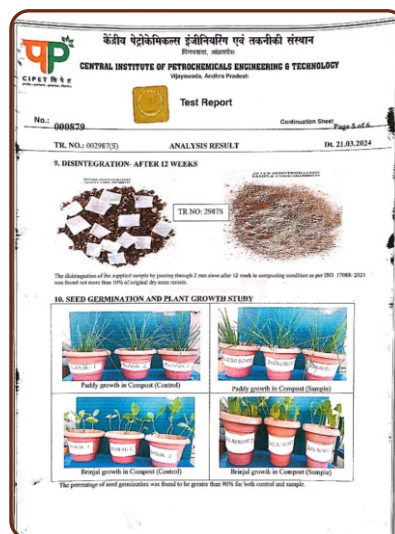 केंद्रीय पेट्रोकेमिकल्स इंजीनियरिंग एवं तकनीकी संस्थान
विजयवाड़ा, आंध्रप्रदेश
CENTRAL INSTITUTE OF PETROCHEMICALS ENGINEERING & TECHNOLOGY
Vijayawada, Andhra Pradesh
CIPET सिपेट
Test Report
No.: 000879
Continuation Sheet Page 5 of 6
TR. NO.: 002987(S) ANALYSIS RESULT Dt. 21.03.2024
9. DISINTEGRATION- AFTER 12 WEEKS
TR NO: 2987S
The disintegration of the supplied sample by passing through 2 mm sieve after 12 week in composting condition as per ISO 17088: 2021
was found not more than 10% of original dry mass remain.
10. SEED GERMINATION AND PLANT GROWTH STUDY
Paddy growth in Compost (Control)
Paddy growth in Compost (Sample)
Brinjal growth in Compost (Control)
Brinjal growth in Compost (Sample)
The percentage of seed germination was found to be greater than 90% for both control and sample.